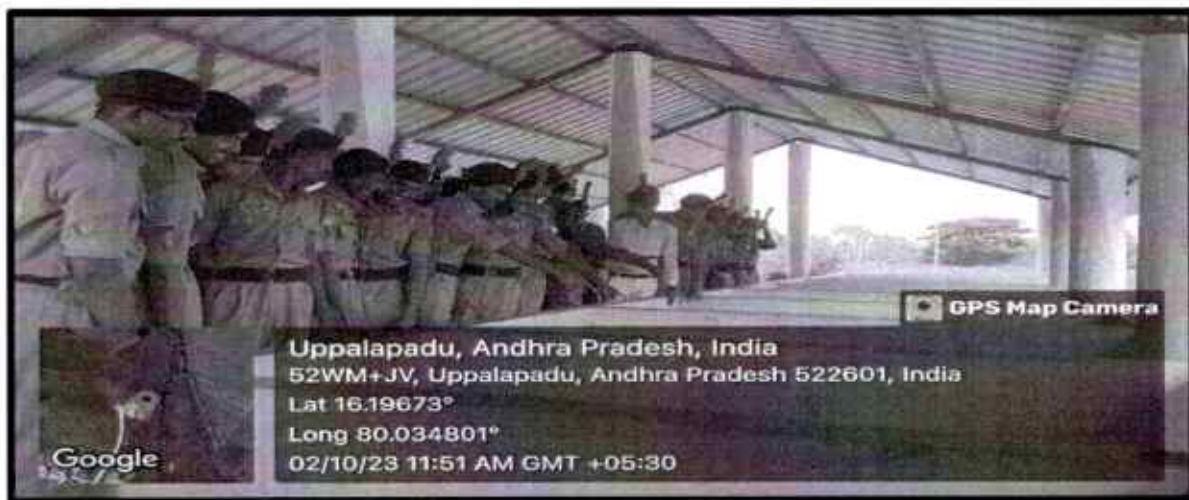 GPS Map Camera
Uppalapadu, Andhra Pradesh, India
52WM+JV, Uppalapadu, Andhra Pradesh 522601, India
Lat 16.19673°
Long 80.034801°
02/10/23 11:51 AM GMT +05:30
Google